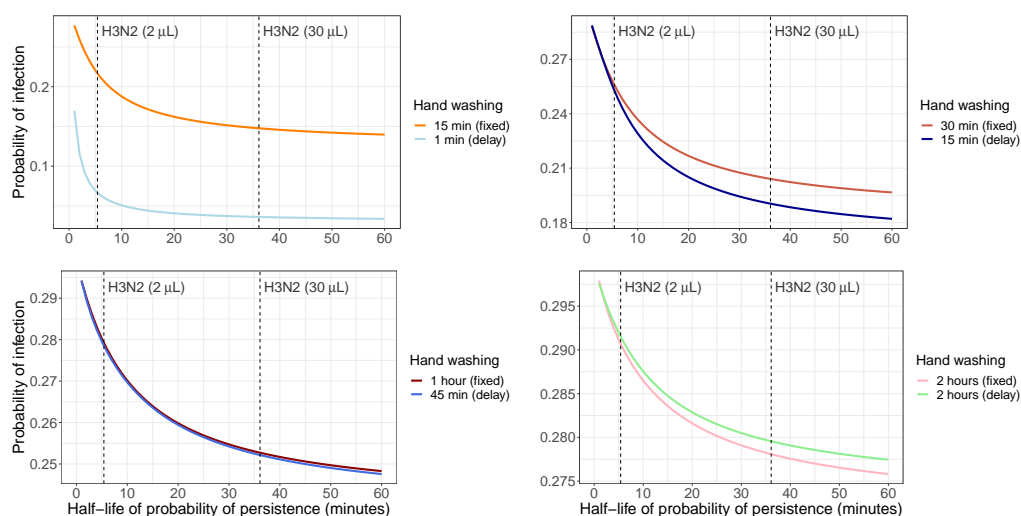 H3N2 (2 μL)
H3N2 (30 μL)
Probability of infection
0.2
0.1
0 10 20 30 40 50 60
Hand washing
15 min (fixed)
1 min (delay)
H3N2 (2 μL)
H3N2 (30 μL)
0.27
0.24
0.21
0.18
0 10 20 30 40 50 60
Hand washing
30 min (fixed)
15 min (delay)
H3N2 (2 μL)
H3N2 (30 μL)
Probability of infection
0.29
0.28
0.27
0.26
0.25
0 10 20 30 40 50 60
Half−life of probability of persistence (minutes)
Hand washing
1 hour (fixed)
45 min (delay)
H3N2 (2 μL)
H3N2 (30 μL)
0.295
0.290
0.285
0.280
0.275
0 10 20 30 40 50 60
Half−life of probability of persistence (minutes)
Hand washing
2 hours (fixed)
2 hours (delay)